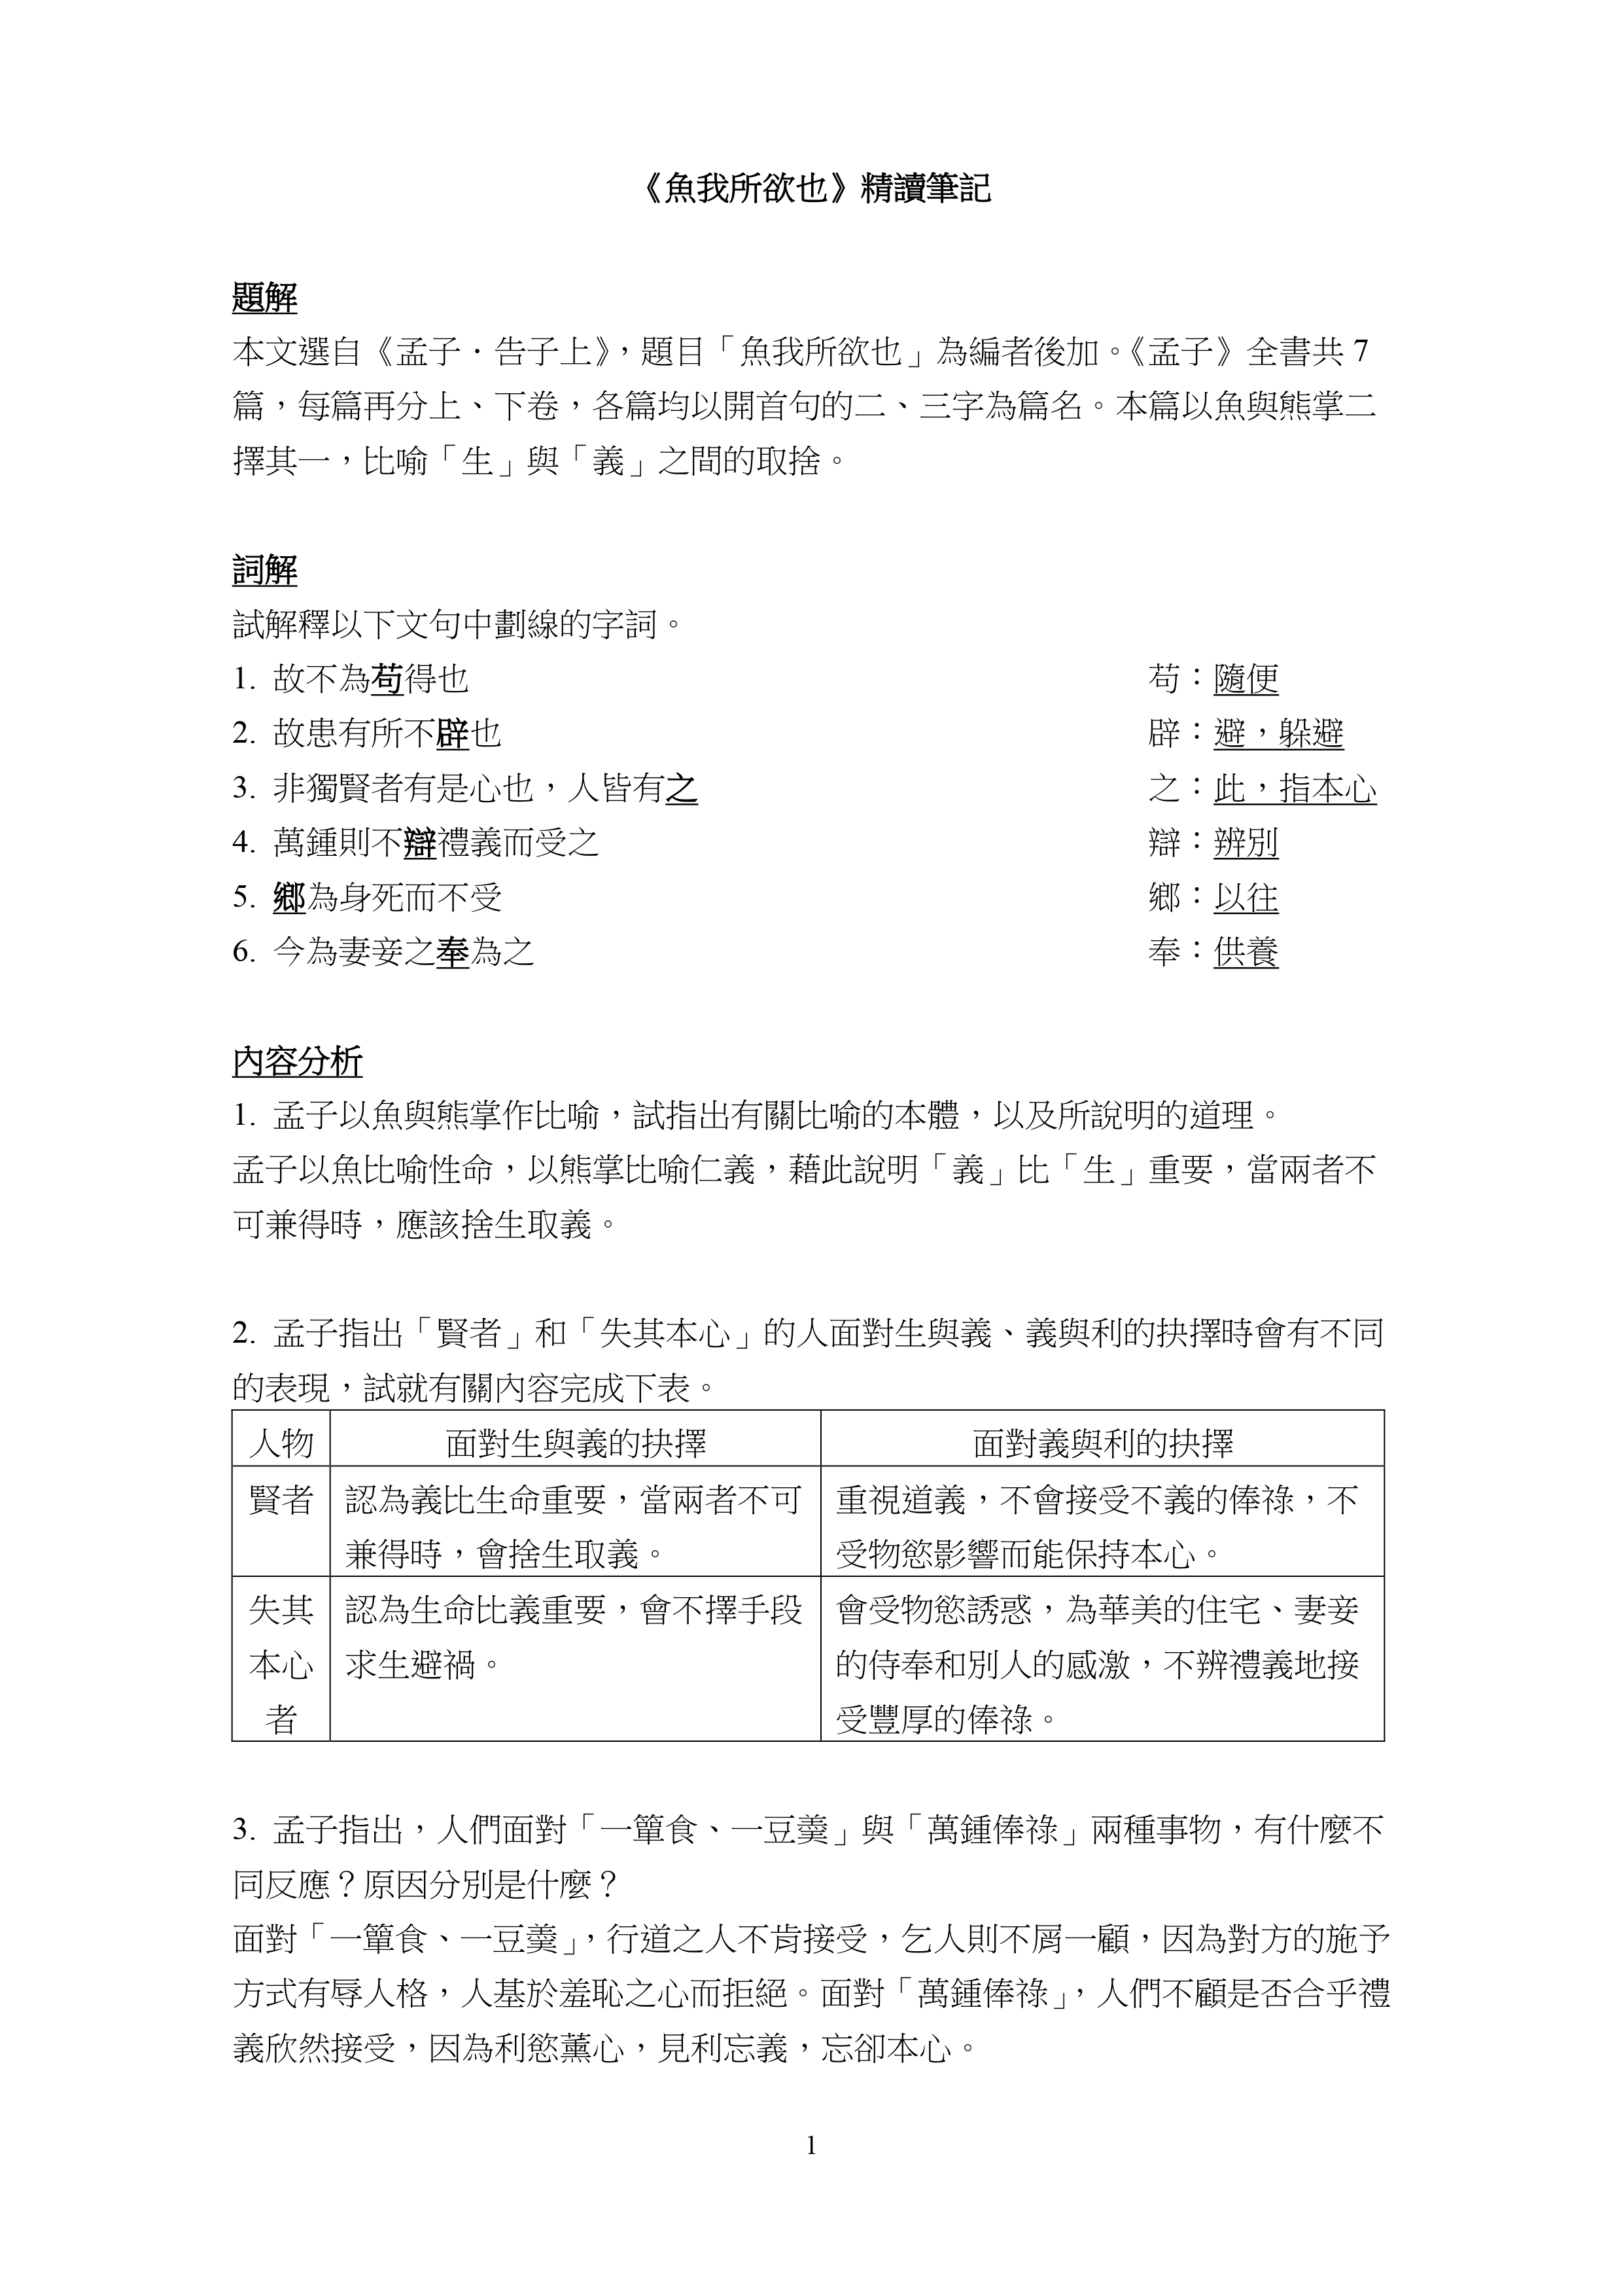 《魚我所欲也》精讀筆記
題解
本文選自《孟子．告子上》，題目「魚我所欲也」為編者後加。《孟子》全書共 7
篇，每篇再分上、下卷，各篇均以開首句的二、三字為篇名。本篇以魚與熊掌二
擇其一，比喻「生」與「義」之間的取捨。
詞解
試解釋以下文句中劃線的字詞。
1. 故不為苟得也 苟：隨便
2. 故患有所不辟也 辟：避，躲避
3. 非獨賢者有是心也，人皆有之 之：此，指本心
4. 萬鍾則不辯禮義而受之 辯：辨別
5. 鄉為身死而不受 鄉：以往
6. 今為妻妾之奉為之 奉：供養
內容分析
1. 孟子以魚與熊掌作比喻，試指出有關比喻的本體，以及所說明的道理。
孟子以魚比喻性命，以熊掌比喻仁義，藉此說明「義」比「生」重要，當兩者不
可兼得時，應該捨生取義。
2. 孟子指出「賢者」和「失其本心」的人面對生與義、義與利的抉擇時會有不同
的表現，試就有關內容完成下表。
人物 面對生與義的抉擇 面對義與利的抉擇
賢者 認為義比生命重要，當兩者不可 重視道義，不會接受不義的俸祿，不
兼得時，會捨生取義。 受物慾影響而能保持本心。
失其 認為生命比義重要，會不擇手段 會受物慾誘惑，為華美的住宅、妻妾
本心 求生避禍。 的侍奉和別人的感激，不辨禮義地接
者 受豐厚的俸祿。
3. 孟子指出，人們面對「一簞食、一豆羹」與「萬鍾俸祿」兩種事物，有什麼不
同反應？原因分別是什麼？
面對「一簞食、一豆羹」，行道之人不肯接受，乞人則不屑一顧，因為對方的施予
方式有辱人格，人基於羞恥之心而拒絕。面對「萬鍾俸祿」，人們不顧是否合乎禮
義欣然接受，因為利慾薰心，見利忘義，忘卻本心。
1